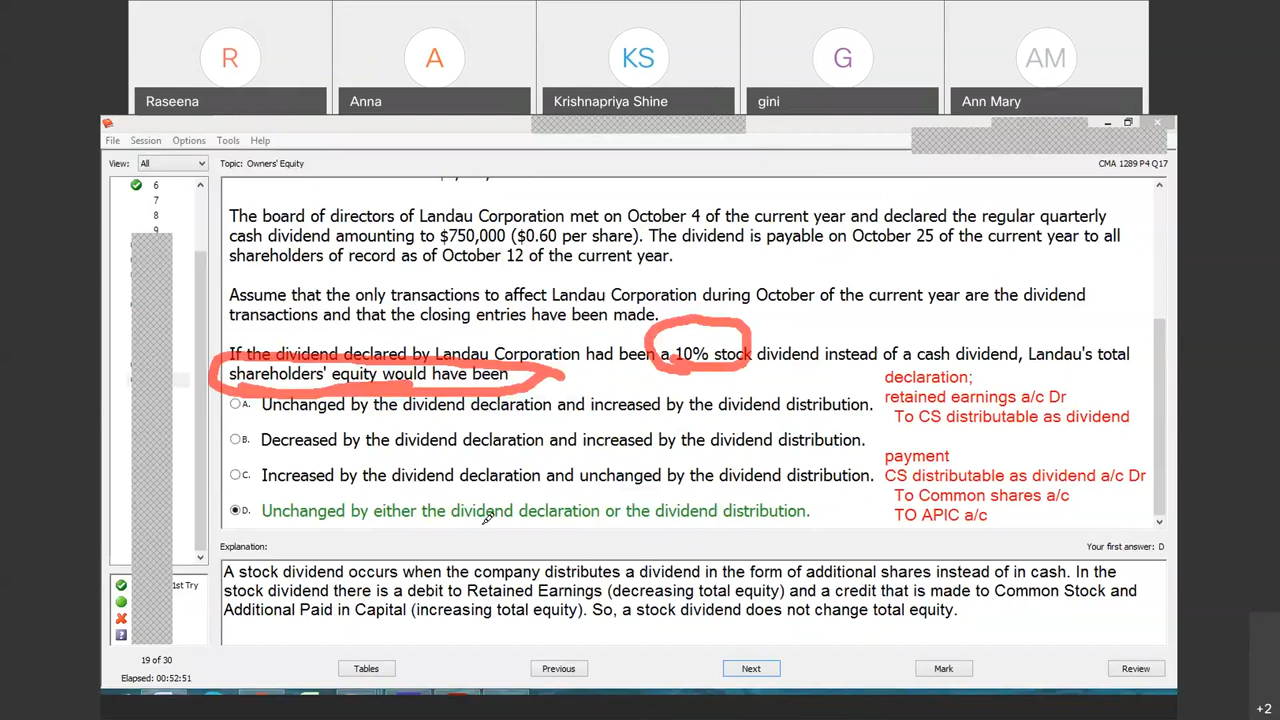 R
A
KS
G
AM
Raseena
Anna
Krishnapriya Shine
gini
Ann Mary
File Session Options Tools Help
View: All
Topic: Owners' Equity
CMA 1289 P4 Q17
6
7
8
9
The board of directors of Landau Corporation met on October 4 of the current year and declared the regular quarterly
cash dividend amounting to $750,000 ($0.60 per share). The dividend is payable on October 25 of the current year to all
shareholders of record as of October 12 of the current year.
Assume that the only transactions to affect Landau Corporation during October of the current year are the dividend
transactions and that the closing entries have been made.
If the dividend declared by Landau Corporation had been a 10% stock dividend instead of a cash dividend, Landau's total
shareholders' equity would have been
A. Unchanged by the dividend declaration and increased by the dividend distribution.
B. Decreased by the dividend declaration and increased by the dividend distribution.
C. Increased by the dividend declaration and unchanged by the dividend distribution.
D. Unchanged by either the dividend declaration or the dividend distribution.
declaration;
retained earnings a/c Dr
To CS distributable as dividend
payment
CS distributable as dividend a/c Dr
To Common shares a/c
TO APIC a/c
Explanation:
Your first answer: D
A stock dividend occurs when the company distributes a dividend in the form of additional shares instead of in cash. In the
stock dividend there is a debit to Retained Earnings (decreasing total equity) and a credit that is made to Common Stock and
Additional Paid in Capital (increasing total equity). So, a stock dividend does not change total equity.
1st Try
19 of 30
Elapsed: 00:52:51
Tables
Previous
Next
Mark
Review
+2